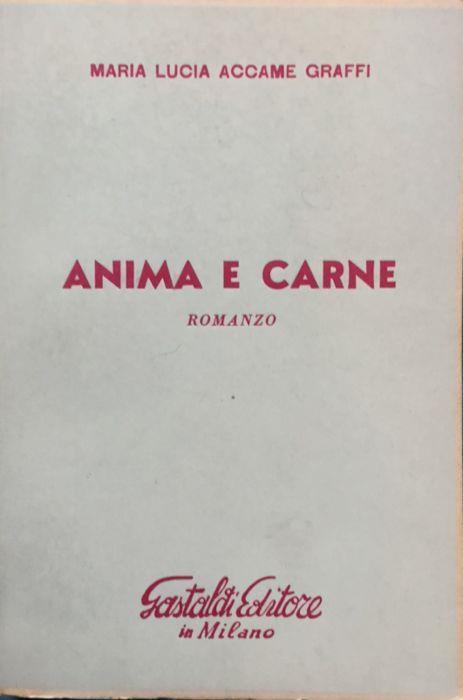 MARIA LUCIA ACCAME GRAFFI
ANIMA E CARNE
ROMANZO
Gastaldi Editore
in Milano